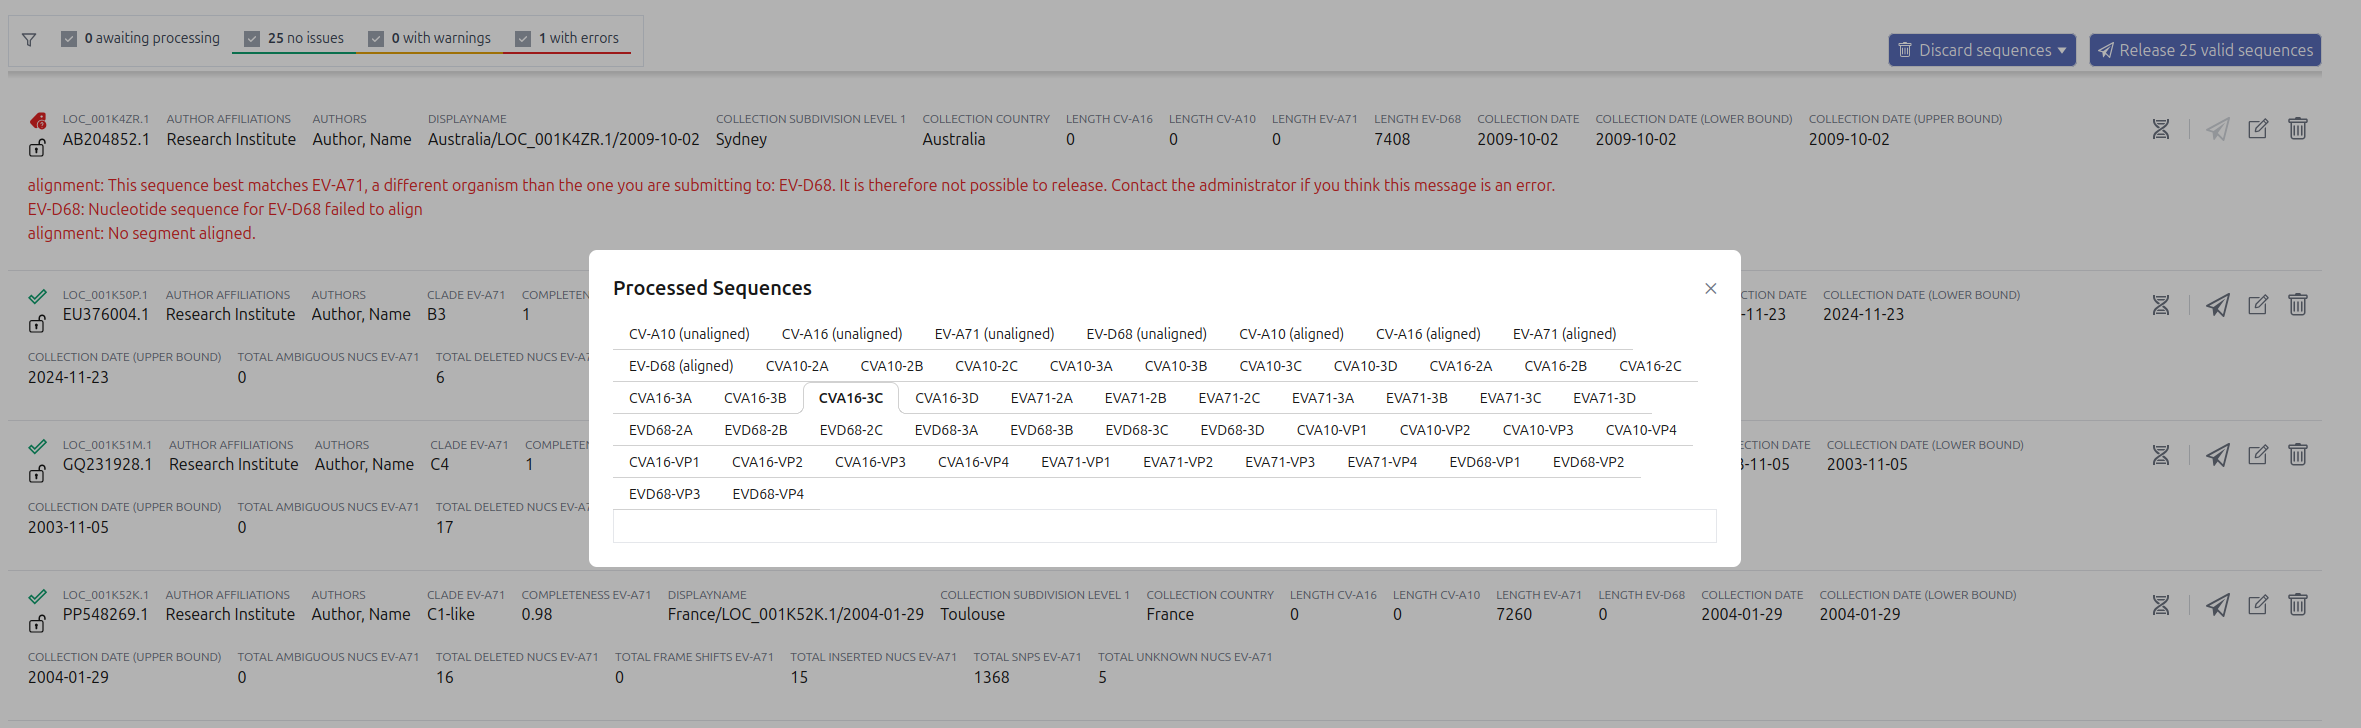 0 awaiting processing 25 no issues 0 with warnings 1 with errors
Discard sequences Release 25 valid sequences
LOC_001K4ZR.1 AUTHOR AFFILIATIONS AUTHORS DISPLAYNAME COLLECTION SUBDIVISION LEVEL 1 COLLECTION COUNTRY LENGTH CV-A16 LENGTH CV-A10 LENGTH EV-A71 LENGTH EV-D68 COLLECTION DATE COLLECTION DATE (LOWER BOUND) COLLECTION DATE (UPPER BOUND)
AB204852.1 Research Institute Author, Name Australia/LOC_001K4ZR.1/2009-10-02 Sydney Australia 0 0 0 7408 2009-10-02 2009-10-02 2009-10-02
alignment: This sequence best matches EV-A71, a different organism than the one you are submitting to: EV-D68. It is therefore not possible to release. Contact the administrator if you think this message is an error.
EV-D68: Nucleotide sequence for EV-D68 failed to align
alignment: No segment aligned.
Processed Sequences
CV-A10 (unaligned) CV-A16 (unaligned) EV-A71 (unaligned) EV-D68 (unaligned) CV-A10 (aligned) CV-A16 (aligned) EV-A71 (aligned)
EV-D68 (aligned) CVA10-2A CVA10-2B CVA10-2C CVA10-3A CVA10-3B CVA10-3C CVA10-3D CVA16-2A CVA16-2B CVA16-2C
CVA16-3A CVA16-3B CVA16-3C CVA16-3D EVA71-2A EVA71-2B EVA71-2C EVA71-3A EVA71-3B EVA71-3C EVA71-3D
EVD68-2A EVD68-2B EVD68-2C EVD68-3A EVD68-3B EVD68-3C EVD68-3D CVA10-VP1 CVA10-VP2 CVA10-VP3 CVA10-VP4
CVA16-VP1 CVA16-VP2 CVA16-VP3 CVA16-VP4 EVA71-VP1 EVA71-VP2 EVA71-VP3 EVA71-VP4 EVD68-VP1 EVD68-VP2
EVD68-VP3 EVD68-VP4
LOC_001K50P.1 AUTHOR AFFILIATIONS AUTHORS CLADE EV-A71 COMPLETEN CTION DATE COLLECTION DATE (LOWER BOUND)
EU376004.1 Research Institute Author, Name B3 1 -11-23 2024-11-23
COLLECTION DATE (UPPER BOUND) TOTAL AMBIGUOUS NUCS EV-A71 TOTAL DELETED NUCS EV-A7
2024-11-23 0 6
LOC_001K51M.1 AUTHOR AFFILIATIONS AUTHORS CLADE EV-A71 COMPLET ECTION DATE COLLECTION DATE (LOWER BOUND)
GQ231928.1 Research Institute Author, Name C4 1 -11-05 2003-11-05
COLLECTION DATE (UPPER BOUND) TOTAL AMBIGUOUS NUCS EV-A71 TOTAL DELETED NUCS EV-A7
2003-11-05 0 17
LOC_001K52K.1 AUTHOR AFFILIATIONS AUTHORS CLADE EV-A71 COMPLETENESS EV-A71 DISPLAYNAME COLLECTION SUBDIVISION LEVEL 1 COLLECTION COUNTRY LENGTH CV-A16 LENGTH CV-A10 LENGTH EV-A71 LENGTH EV-D68 COLLECTION DATE COLLECTION DATE (LOWER BOUND)
PP548269.1 Research Institute Author, Name C1-like 0.98 France/LOC_001K52K.1/2004-01-29 Toulouse France 0 0 7260 0 2004-01-29 2004-01-29
COLLECTION DATE (UPPER BOUND) TOTAL AMBIGUOUS NUCS EV-A71 TOTAL DELETED NUCS EV-A71 TOTAL FRAME SHIFTS EV-A71 TOTAL INSERTED NUCS EV-A71 TOTAL SNPS EV-A71 TOTAL UNKNOWN NUCS EV-A71
2004-01-29 0 16 0 15 1368 5